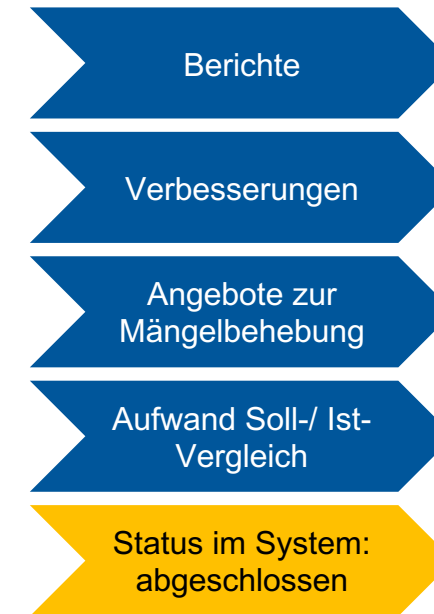 Berichte
Verbesserungen
Angebote zur
Mängelbehebung
Aufwand Soll-/ Ist-
Vergleich
Status im System:
abgeschlossen